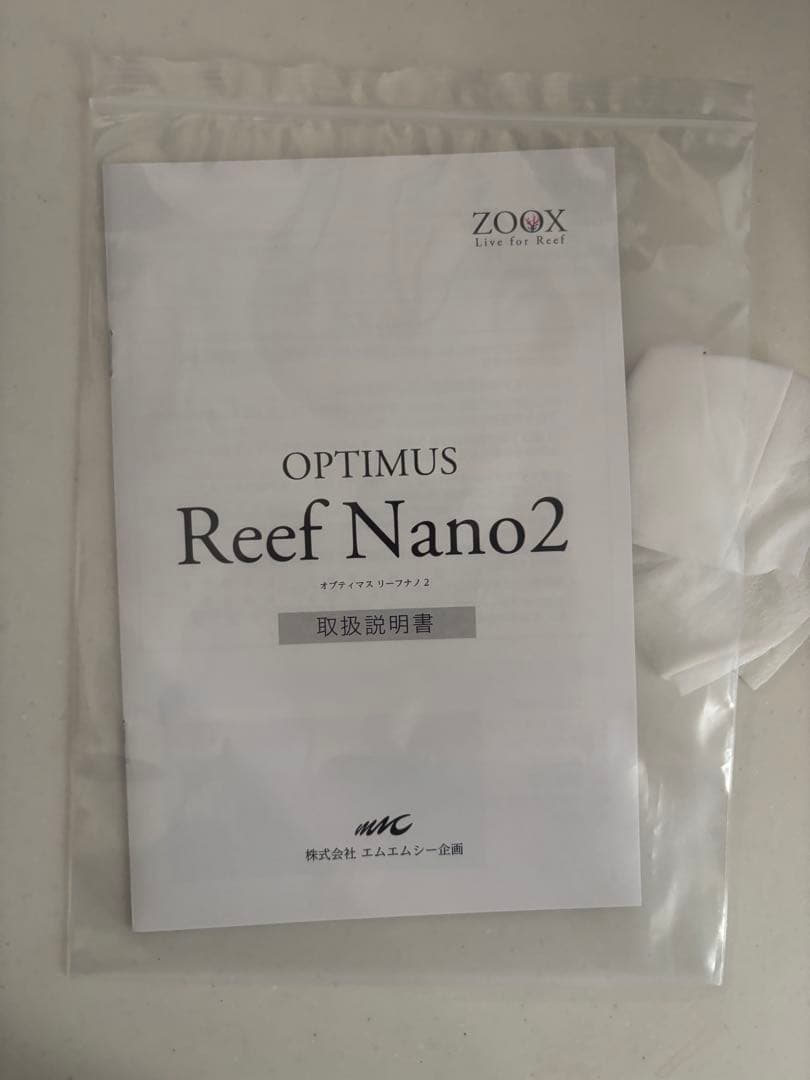 ZOOX
Live for Reef
OPTIMUS
Reef Nano2
オプティマス リーフナノ2
取扱説明書
mmc
株式会社 エムエムシー企画